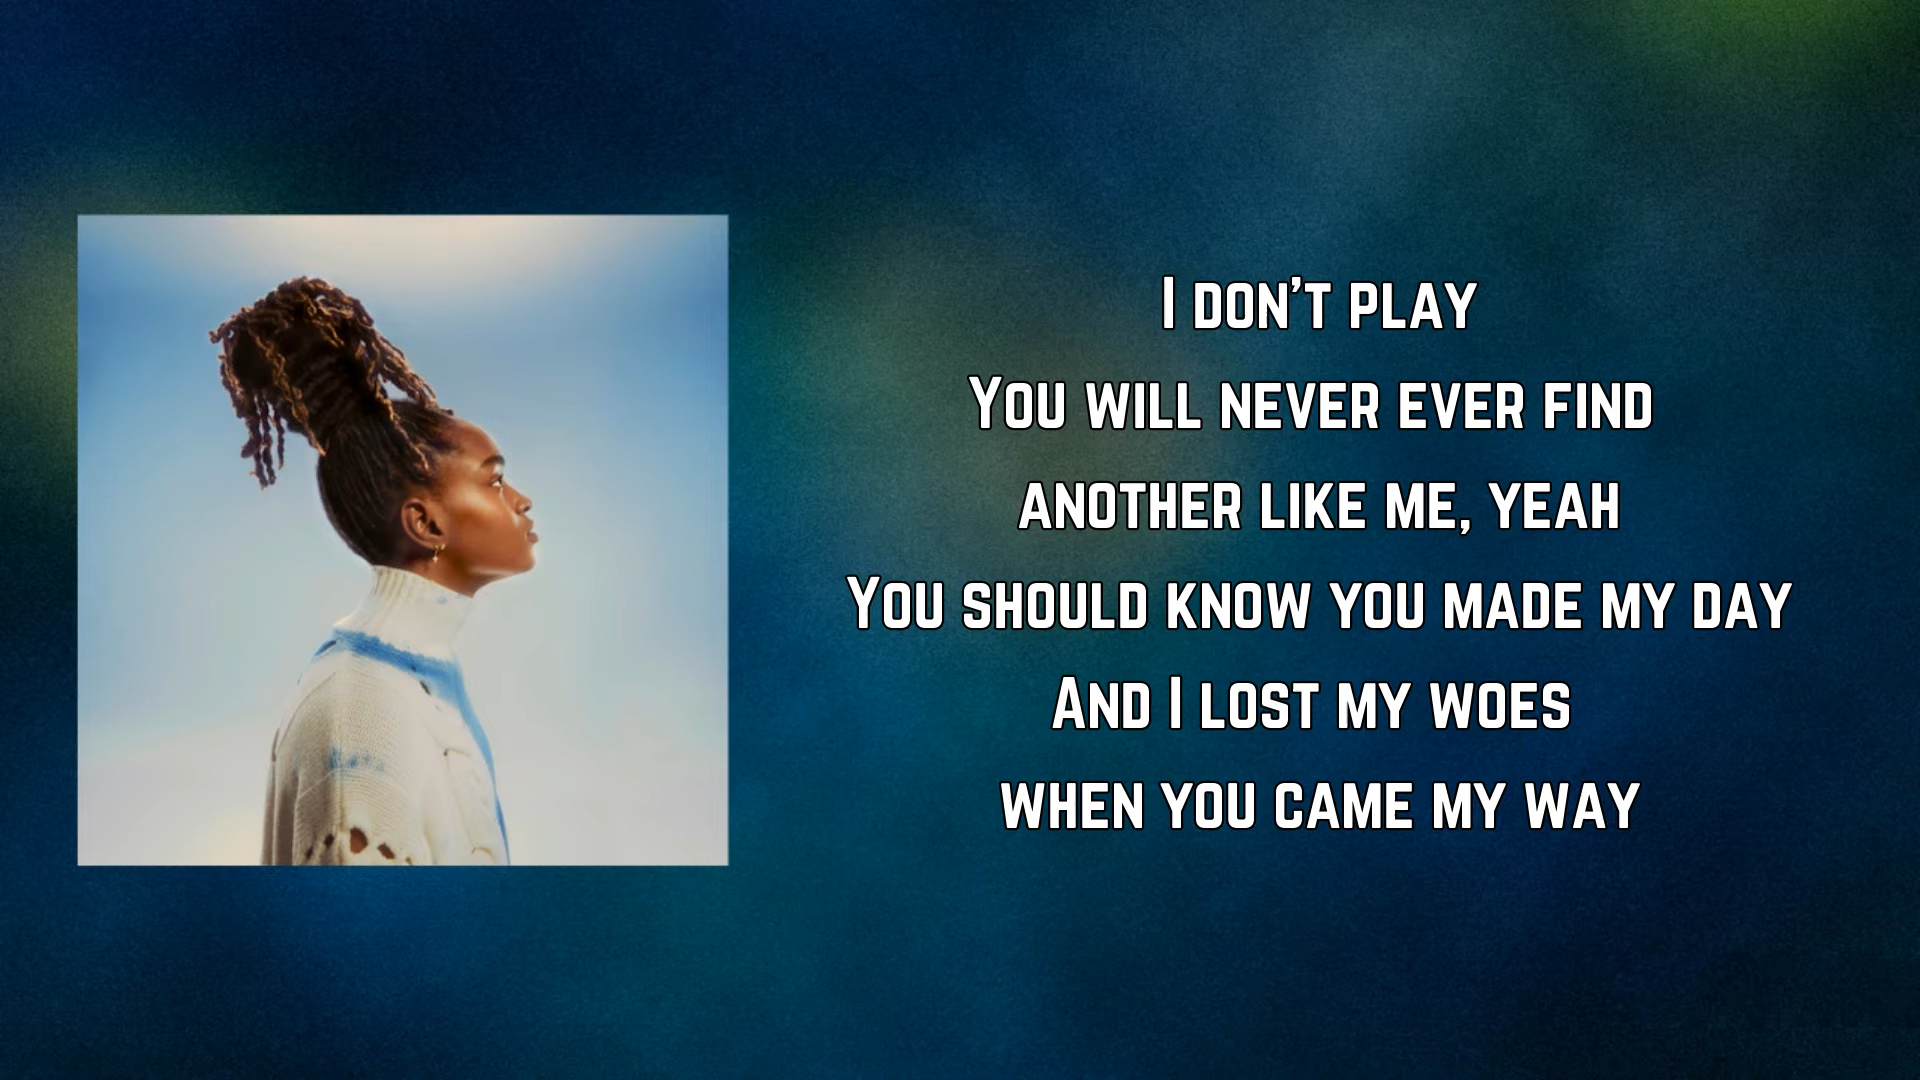 I don't play
You will never ever find
another like me, yeah
You should know you made my day
And I lost my woes
when you came my way